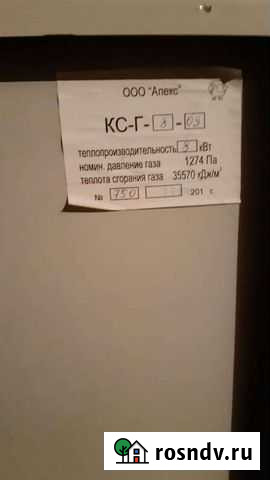 ООО "Апекс"
КС-Г-8-05
теплопроизводительность 8 кВт
номин. давление газа 1274 Па
теплота сгорания газа 35570 кДж/м³
№ 750 201 г.
rosndv.ru